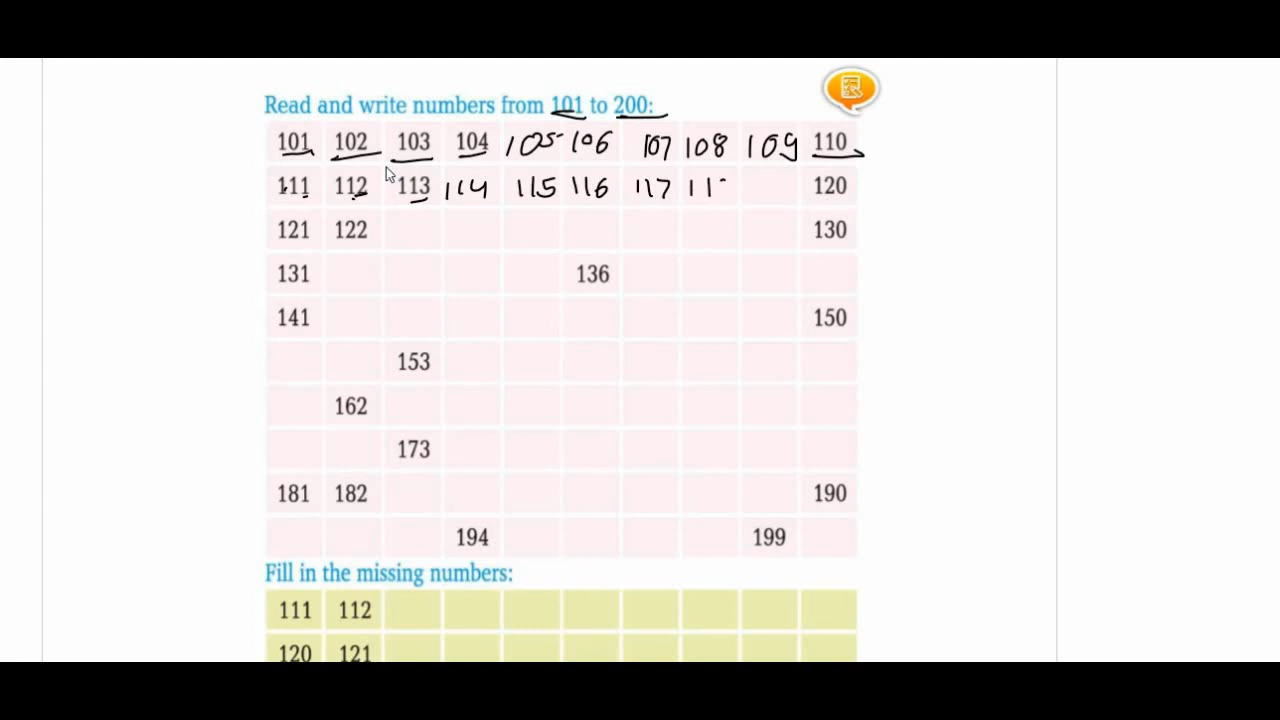 Read and write numbers from 101 to 200:
101 102 103 104 105 106 107 108 109 110
111 112 113 114 115 116 117 11 120
121 122 130
131 136
141 150
153
162
173
181 182 190
194 199
Fill in the missing numbers:
111 112
120 121